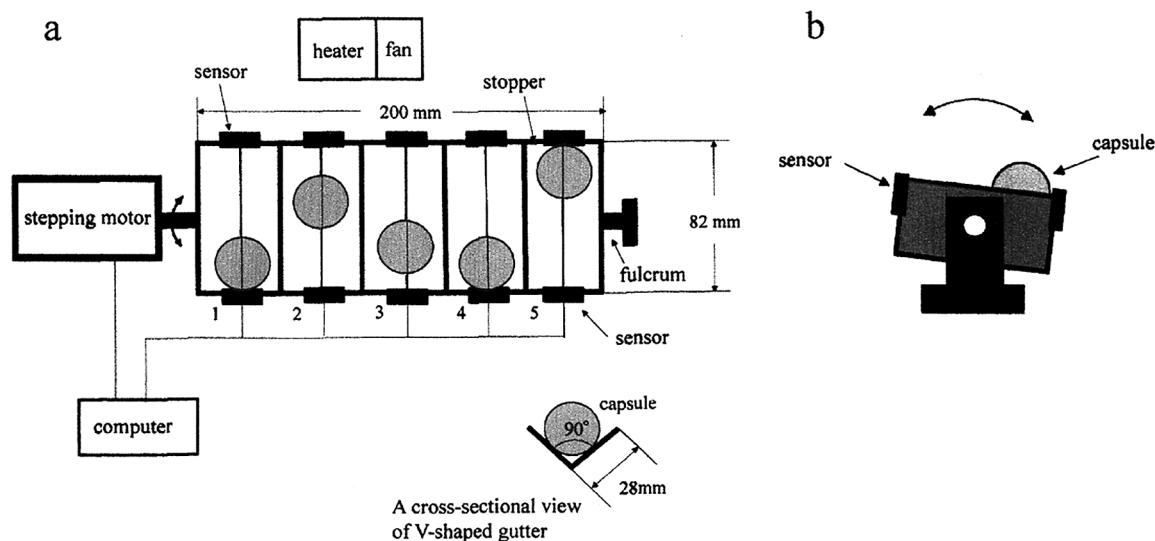 a
b
heater
fan
sensor
stopper
200 mm
stepping motor
82 mm
fulcrum
1
2
3
4
5
sensor
computer
capsule
90°
28mm
A cross-sectional view
of V-shaped gutter
sensor
capsule